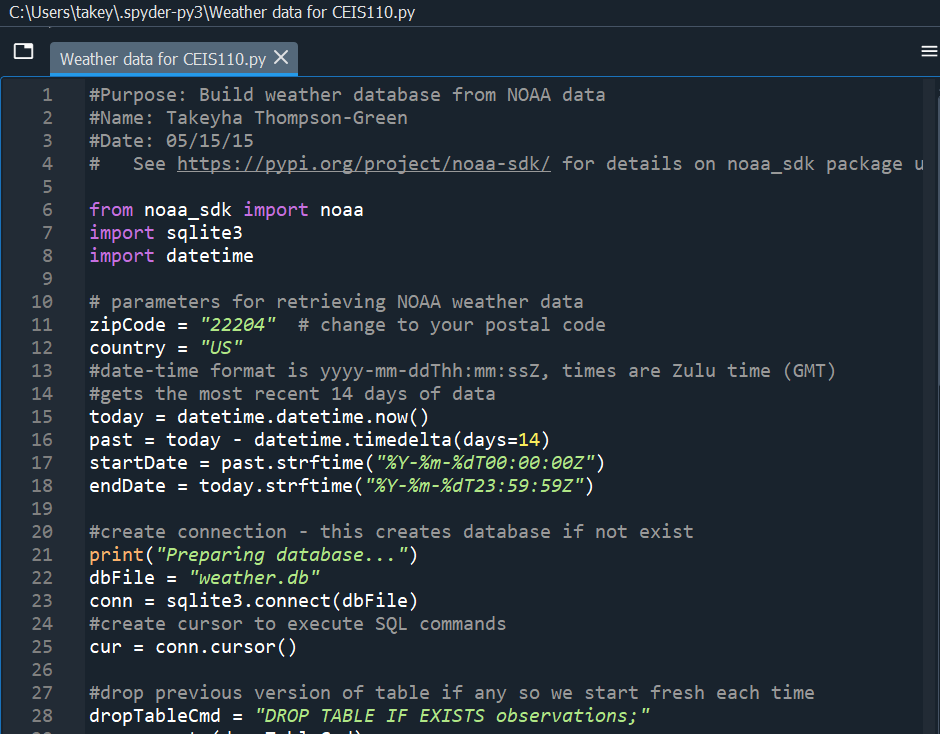 C:\Users\takey\.spyder-py3\Weather data for CEIS110.py
Weather data for CEIS110.py
1 #Purpose: Build weather database from NOAA data
2 #Name: Takeyha Thompson-Green
3 #Date: 05/15/15
4 #   See https://pypi.org/project/noaa-sdk/ for details on noaa_sdk package u
5
6 from noaa_sdk import noaa
7 import sqlite3
8 import datetime
9
10 # parameters for retrieving NOAA weather data
11 zipCode = "22204"  # change to your postal code
12 country = "US"
13 #date-time format is yyyy-mm-ddThh:mm:ssZ, times are Zulu time (GMT)
14 #gets the most recent 14 days of data
15 today = datetime.datetime.now()
16 past = today - datetime.timedelta(days=14)
17 startDate = past.strftime("%Y-%m-%dT00:00:00Z")
18 endDate = today.strftime("%Y-%m-%dT23:59:59Z")
19
20 #create connection - this creates database if not exist
21 print("Preparing database...")
22 dbFile = "weather.db"
23 conn = sqlite3.connect(dbFile)
24 #create cursor to execute SQL commands
25 cur = conn.cursor()
26
27 #drop previous version of table if any so we start fresh each time
28 dropTableCmd = "DROP TABLE IF EXISTS observations;"